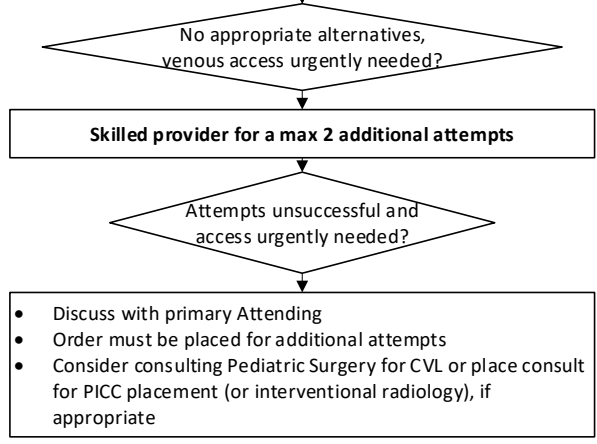 No appropriate alternatives,
venous access urgently needed?
Skilled provider for a max 2 additional attempts
Attempts unsuccessful and
access urgently needed?
• Discuss with primary Attending
• Order must be placed for additional attempts
• Consider consulting Pediatric Surgery for CVL or place consult
for PICC placement (or interventional radiology), if
appropriate